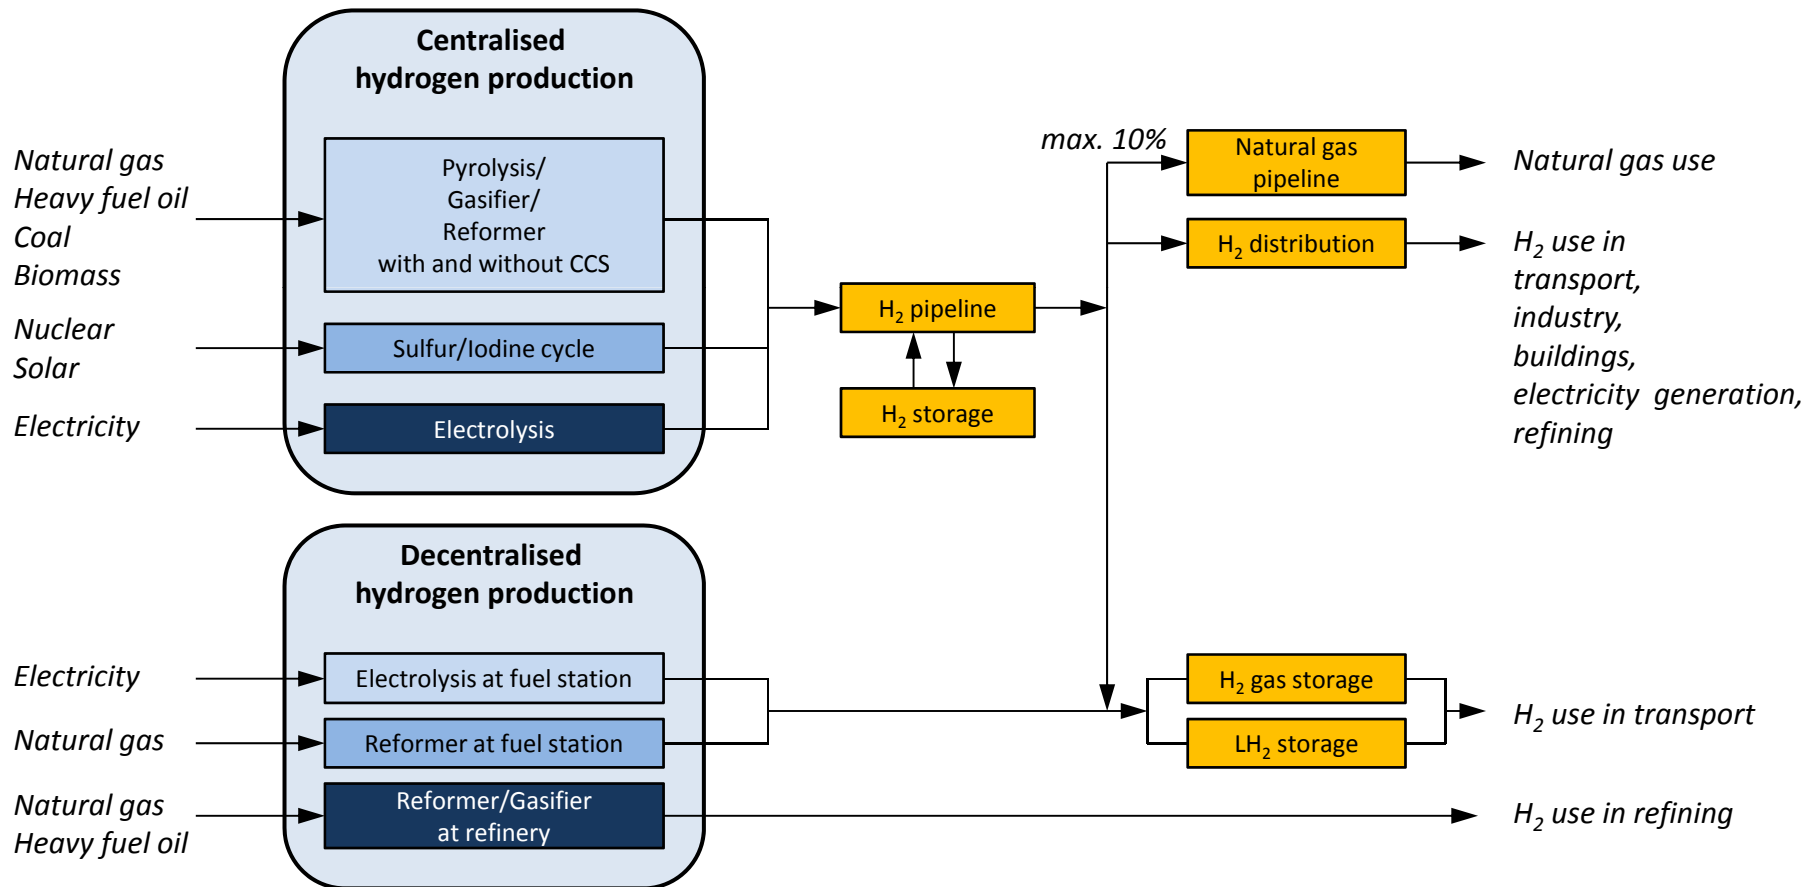 Centralised
hydrogen production
Natural gas
Heavy fuel oil
Coal
Biomass
Pyrolysis/
Gasifier/
Reformer
with and without CCS
Nuclear
Solar
Sulfur/Iodine cycle
Electricity
Electrolysis
H₂ pipeline
H₂ storage
max. 10%
Natural gas
pipeline
Natural gas use
H₂ distribution
H₂ use in
transport,
industry,
buildings,
electricity generation,
refining
Decentralised
hydrogen production
Electricity
Electrolysis at fuel station
Natural gas
Reformer at fuel station
Natural gas
Heavy fuel oil
Reformer/Gasifier
at refinery
H₂ gas storage
LH₂ storage
H₂ use in transport
H₂ use in refining